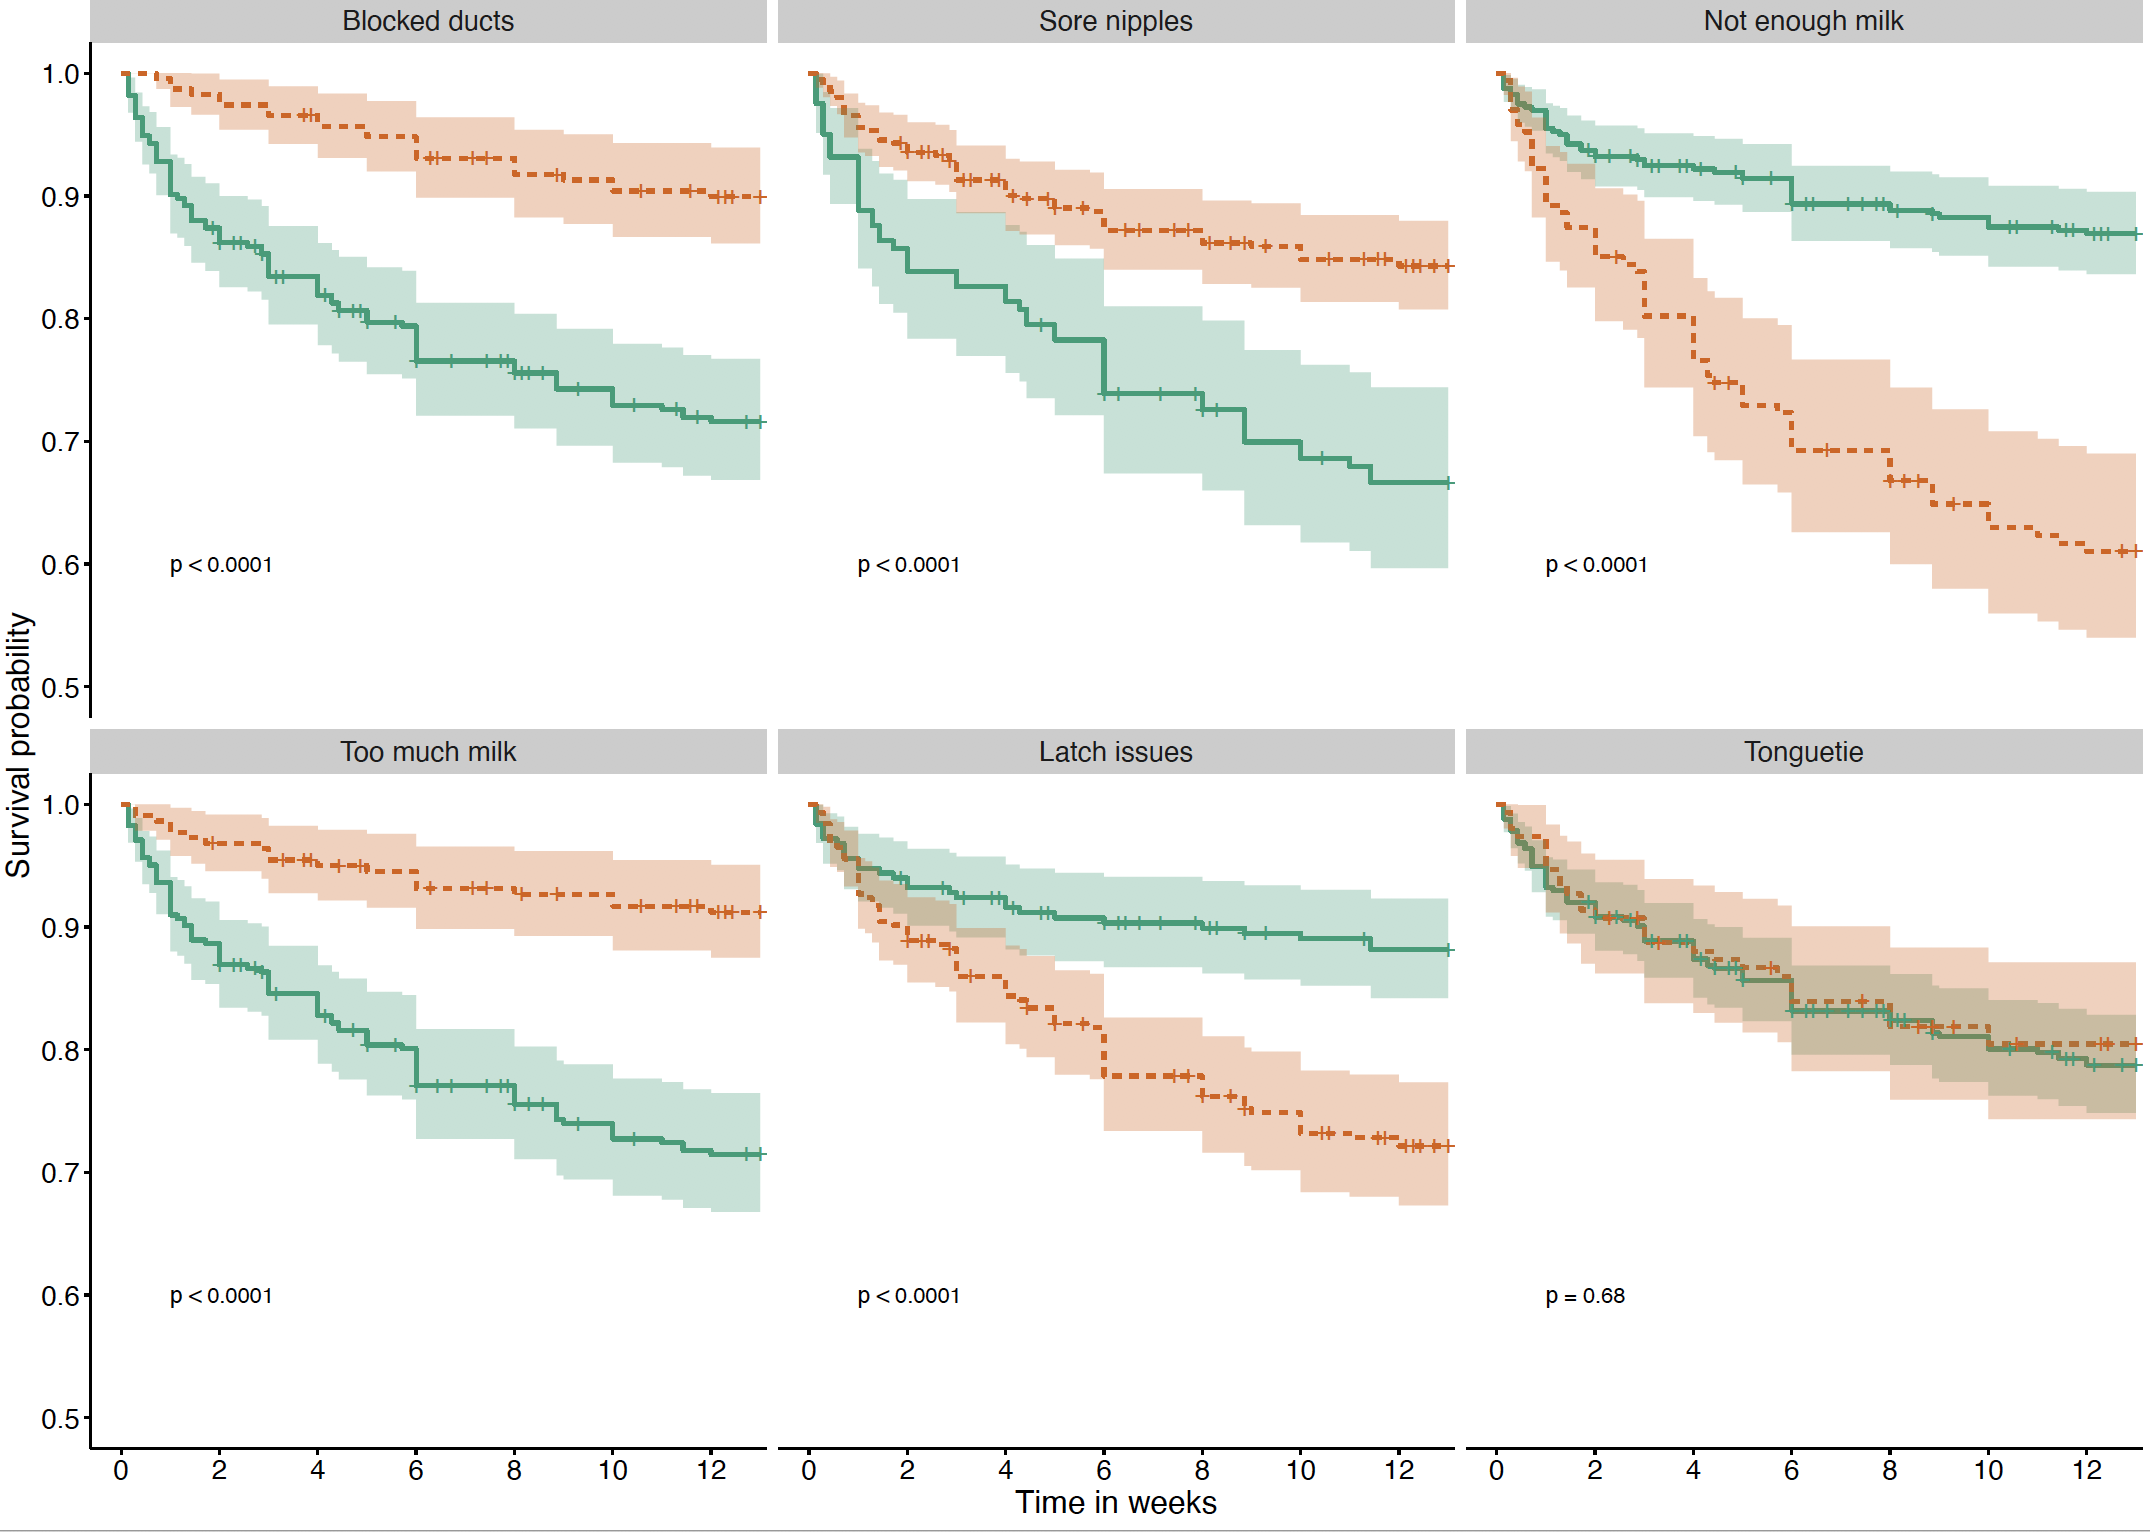 Blocked ducts
Sore nipples
Not enough milk
1.0
0.9
0.8
0.7
0.6
0.5
p < 0.0001
p < 0.0001
p < 0.0001
Survival probability
Too much milk
Latch issues
Tonguetie
1.0
0.9
0.8
0.7
0.6
0.5
p < 0.0001
p < 0.0001
p = 0.68
0 2 4 6 8 10 12
0 2 4 6 8 10 12
0 2 4 6 8 10 12
Time in weeks